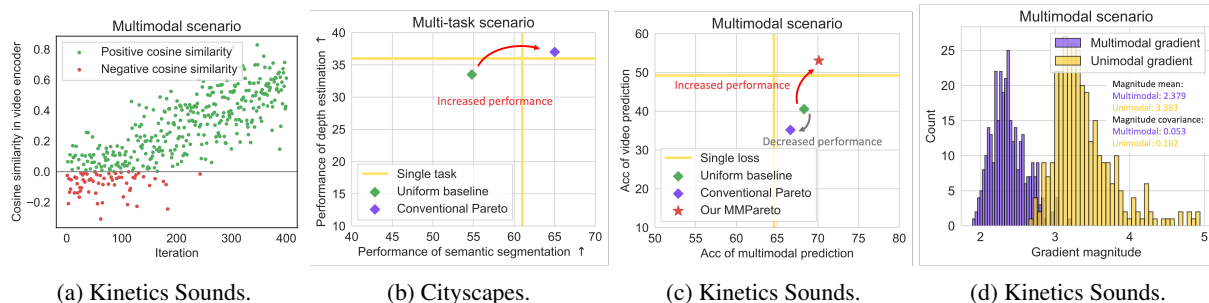 Multimodal scenario
Positive cosine similarity
Negative cosine similarity
Cosine similarity in video encoder
0.8
0.6
0.4
0.2
0.0
−0.2
0 100 200 300 400
Iteration
(a) Kinetics Sounds.
Multi-task scenario
Performance of depth estimation ↑
40
35
30
25
20
15
10
Increased performance
Single task
Uniform baseline
Conventional Pareto
40 45 50 55 60 65 70
Performance of semantic segmentation ↑
(b) Cityscapes.
Multimodal scenario
Acc of video prediction
60
50
40
30
20
10
Increased performance
Decreased performance
Single loss
Uniform baseline
Conventional Pareto
Our MMPareto
50 55 60 65 70 75 80
Acc of multimodal prediction
(c) Kinetics Sounds.
Multimodal scenario
Multimodal gradient
Unimodal gradient
Magnitude mean:
Multimodal: 2.379
Unimodal: 3.383
Magnitude covariance:
Multimodal: 0.053
Unimodal: 0.162
Count
25
20
15
10
5
0
2 3 4 5
Gradient magnitude
(d) Kinetics Sounds.